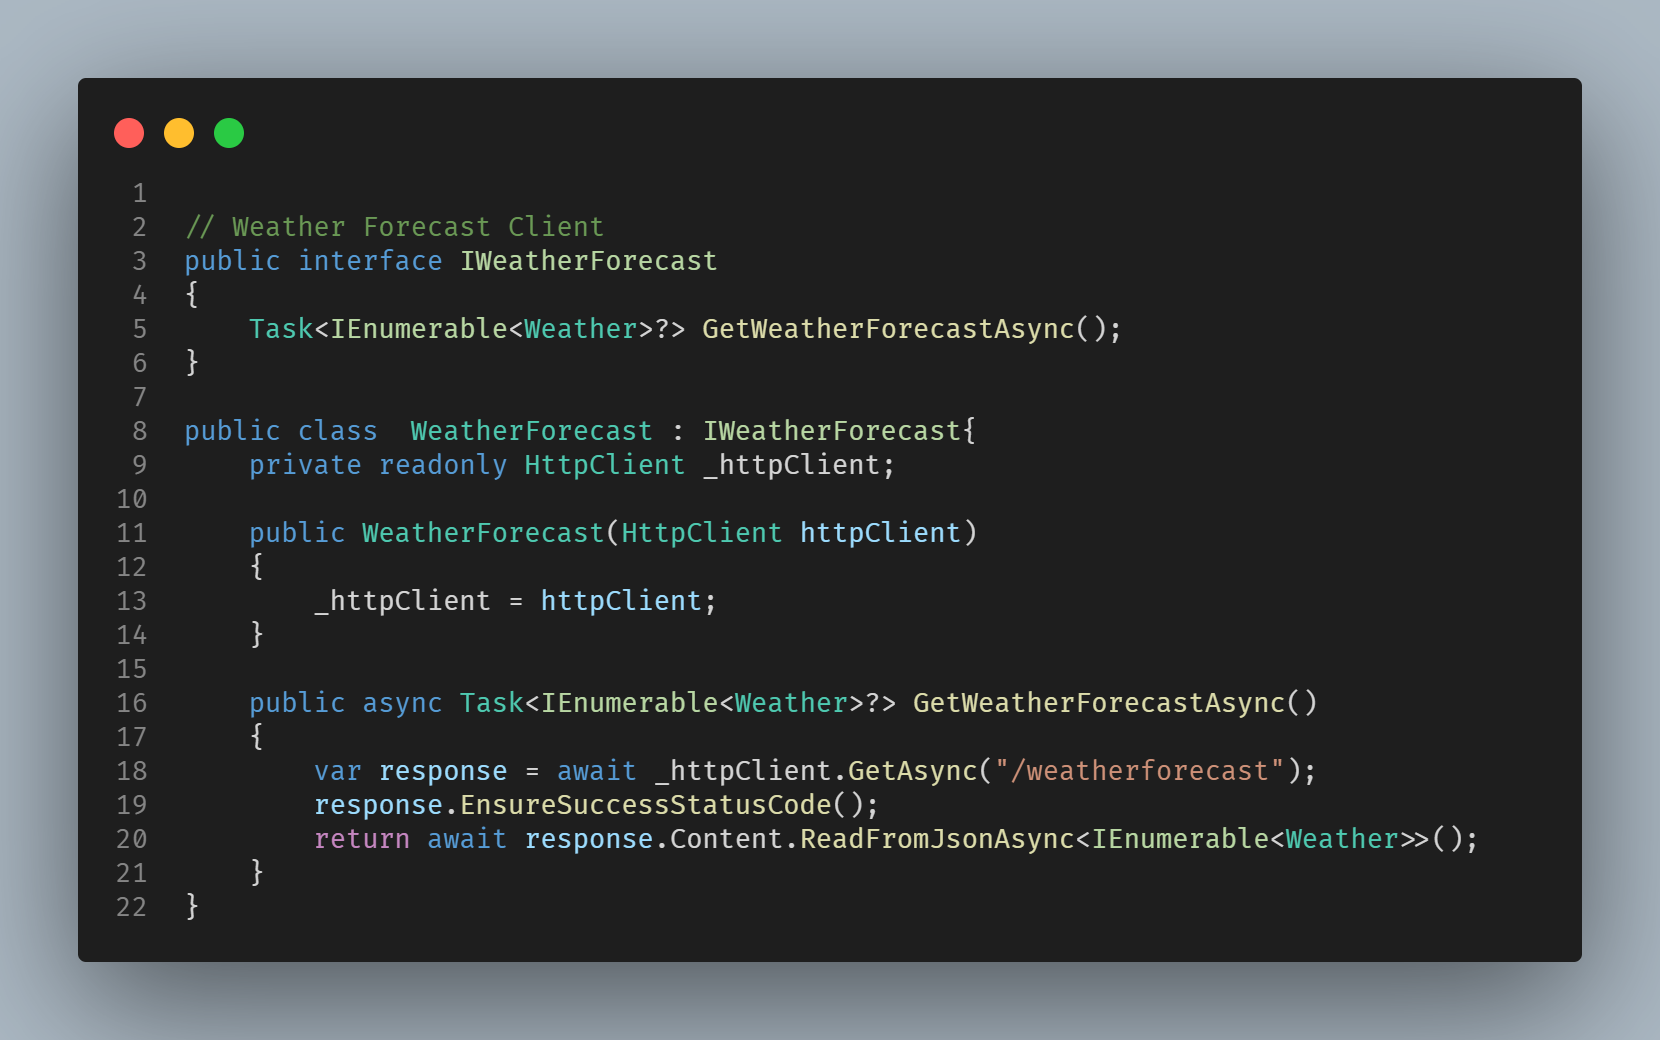 1
2 // Weather Forecast Client
3 public interface IWeatherForecast
4 {
5     Task<IEnumerable<Weather>?> GetWeatherForecastAsync();
6 }
7
8 public class  WeatherForecast : IWeatherForecast{
9     private readonly HttpClient _httpClient;
10
11     public WeatherForecast(HttpClient httpClient)
12     {
13         _httpClient = httpClient;
14     }
15
16     public async Task<IEnumerable<Weather>?> GetWeatherForecastAsync()
17     {
18         var response = await _httpClient.GetAsync("/weatherforecast");
19         response.EnsureSuccessStatusCode();
20         return await response.Content.ReadFromJsonAsync<IEnumerable<Weather>>();
21     }
22 }